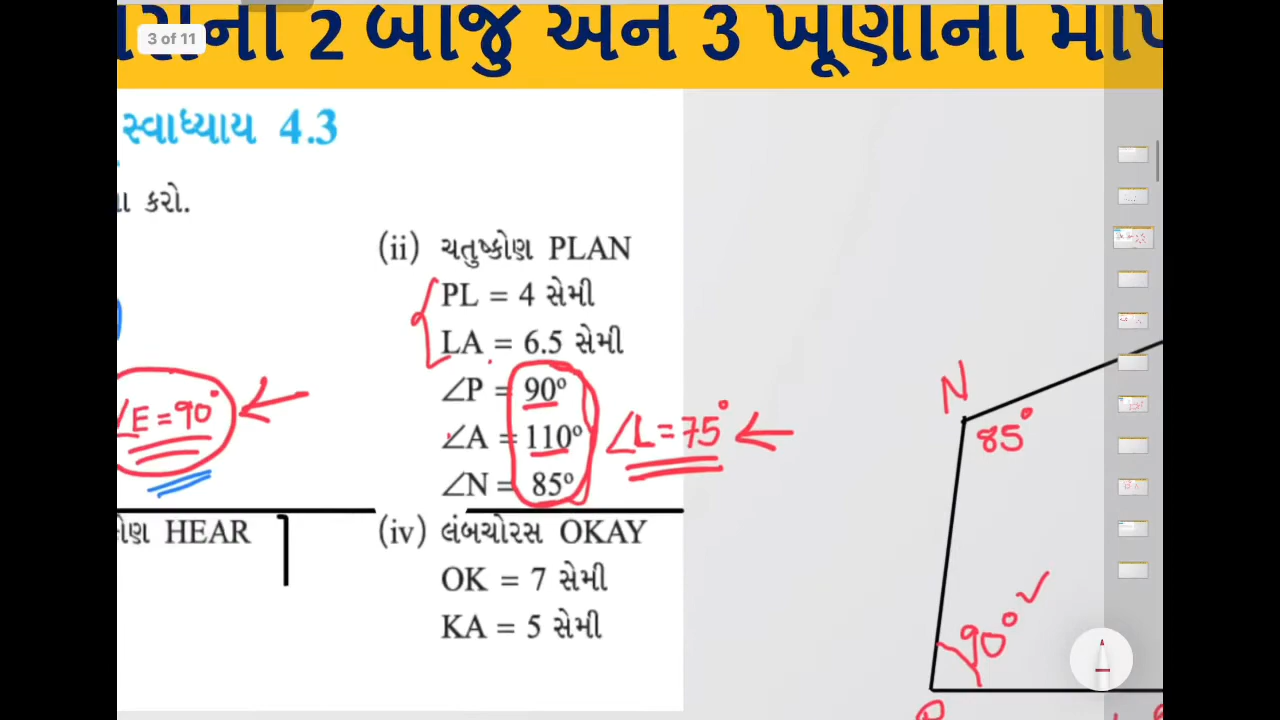 3 of 11
2 બાજુ અને 3 ખૂણાના માપ
સ્વાધ્યાય 4.3
કરો.
(ii) ચતુષ્કોણ PLAN
PL = 4 સેમી
LA = 6.5 સેમી
∠P = 90°
∠A = 110°
∠N = 85°
∠E = 90°
∠L = 75°
HEAR
(iv) લંબચોરસ OKAY
OK = 7 સેમી
KA = 5 સેમી
N
85°
90°
P